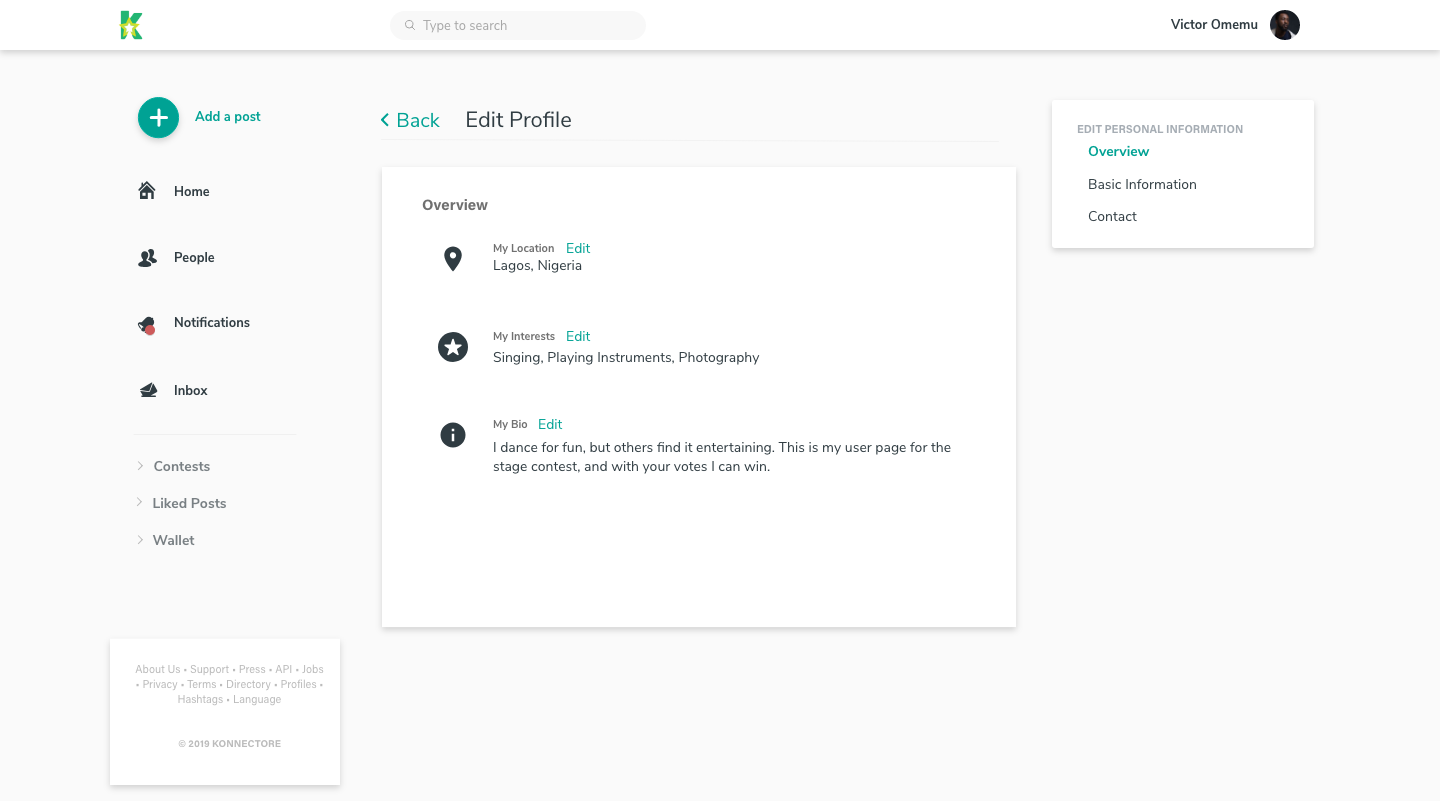 K
Type to search
Victor Omemu
Add a post
Home
People
Notifications
Inbox
Contests
Liked Posts
Wallet
About Us • Support • Press • API • Jobs
• Privacy • Terms • Directory • Profiles •
Hashtags • Language
© 2019 KONNECTORE
Back
Edit Profile
Overview
My Location Edit
Lagos, Nigeria
My Interests Edit
Singing, Playing Instruments, Photography
My Bio Edit
I dance for fun, but others find it entertaining. This is my user page for the
stage contest, and with your votes I can win.
EDIT PERSONAL INFORMATION
Overview
Basic Information
Contact